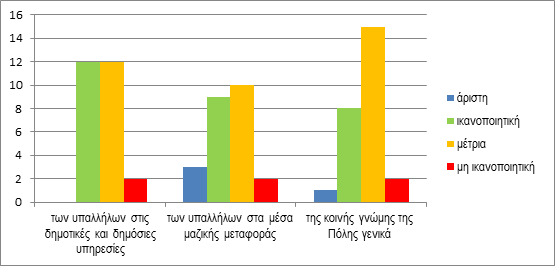 16
14
12
10
8
6
4
2
0
των υπαλλήλων στις
δημοτικές και δημόσιες
υπηρεσίες
των υπαλλήλων στα μέσα
μαζικής μεταφοράς
της κοινής γνώμης της
Πόλης γενικά
άριστη
ικανοποιητική
μέτρια
μη ικανοποιητική